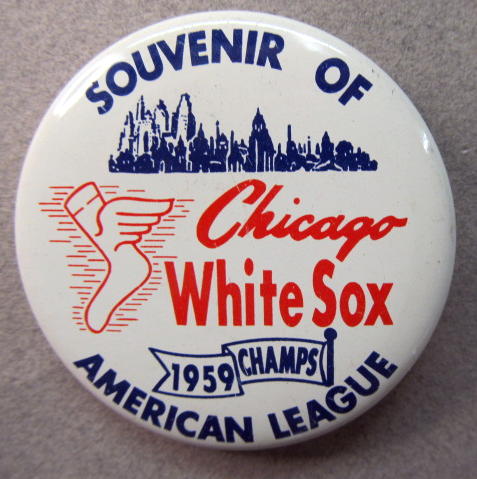 SOUVENIR OF
Chicago
White Sox
1959 CHAMPS
AMERICAN LEAGUE